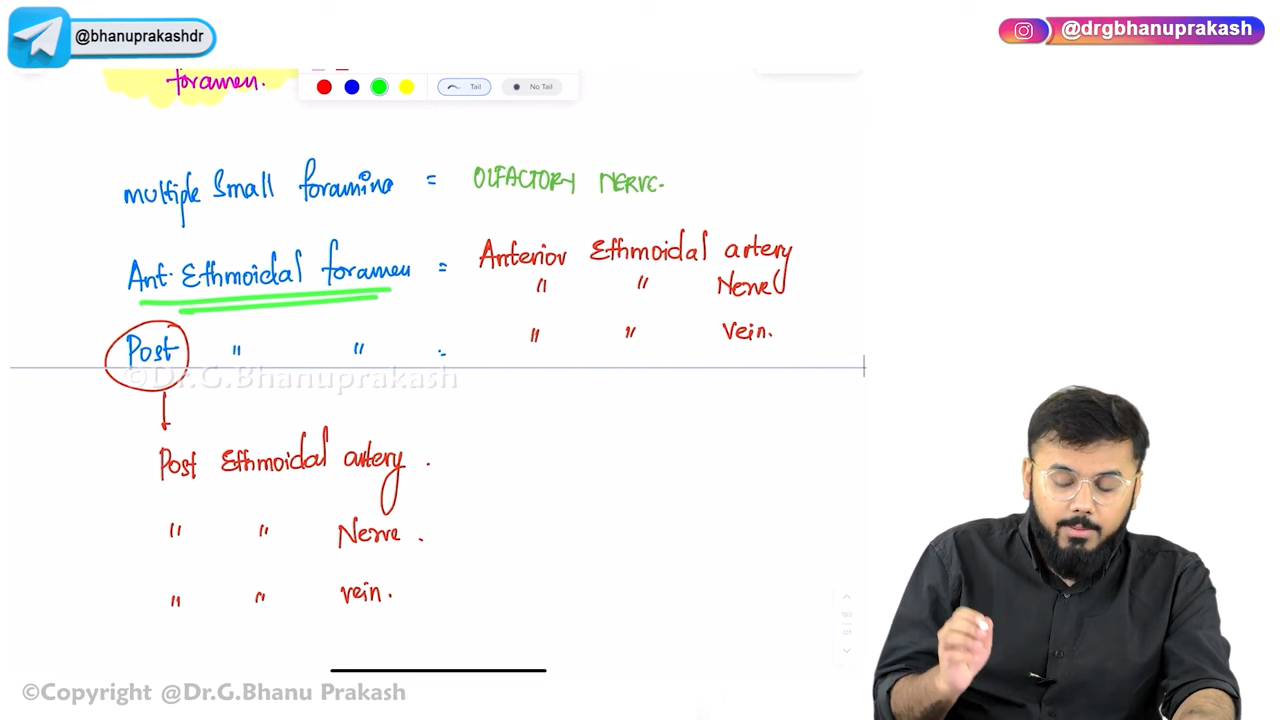 @bhanuprakashdr
@drgbhanuprakash
foramen.
Tail
No Tail
multiple Small foramina = OLFACTORY NERVE.
Ant. Ethmoidal foramen = Anterior Ethmoidal artery
" " Nerve
" " vein.
Post " " :
©Dr.G.Bhanuprakash
Post Ethmoidal artery.
" " Nerve.
" " vein.
©Copyright @Dr.G.Bhanu Prakash